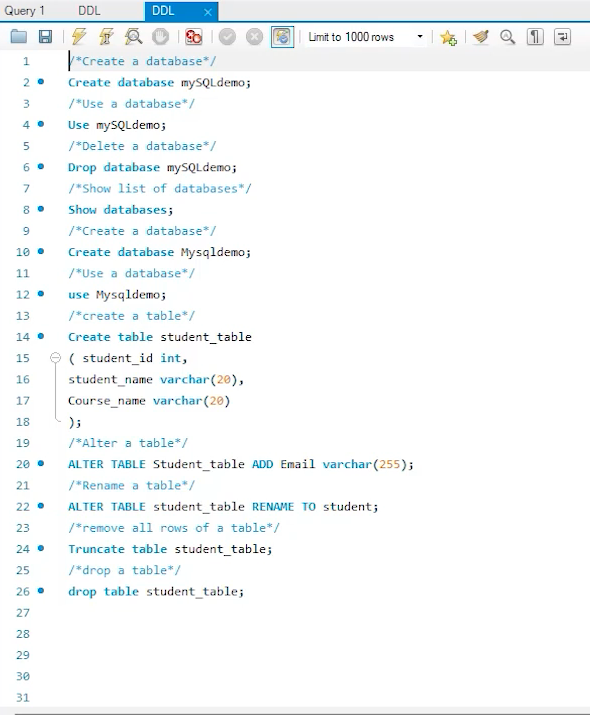 Query 1 DDL DDL ×
Limit to 1000 rows
1 /*Create a database*/
2 Create database mySQLdemo;
3 /*Use a database*/
4 Use mySQLdemo;
5 /*Delete a database*/
6 Drop database mySQLdemo;
7 /*Show list of databases*/
8 Show databases;
9 /*Create a database*/
10 Create database Mysqldemo;
11 /*Use a database*/
12 use Mysqldemo;
13 /*create a table*/
14 Create table student_table
15 ( student_id int,
16 student_name varchar(20),
17 Course_name varchar(20)
18 );
19 /*Alter a table*/
20 ALTER TABLE Student_table ADD Email varchar(255);
21 /*Rename a table*/
22 ALTER TABLE student_table RENAME TO student;
23 /*remove all rows of a table*/
24 Truncate table student_table;
25 /*drop a table*/
26 drop table student_table;
27
28
29
30
31